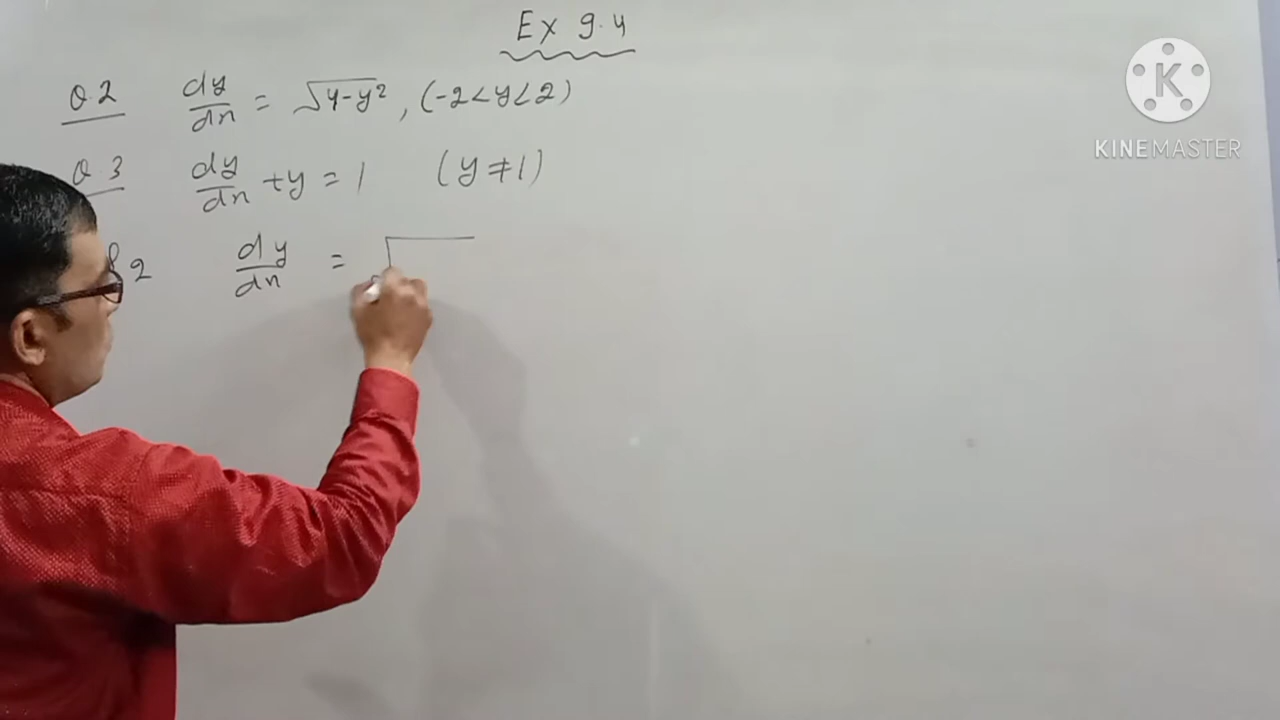 Ex 9.4
Q.2 dy/dn = √4-y², (-2<y<2)
Q.3 dy/dn +y = 1 (y ≠ 1)
2 dy/dn =
K
KINEMASTER